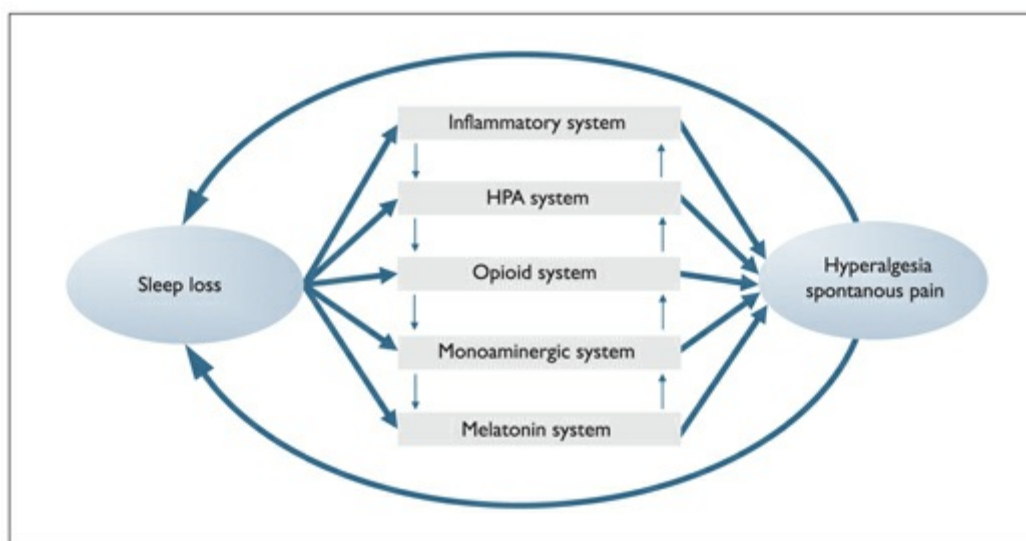 Inflammatory system
HPA system
Sleep loss
Opioid system
Hyperalgesia
spontanous pain
Monoaminergic system
Melatonin system